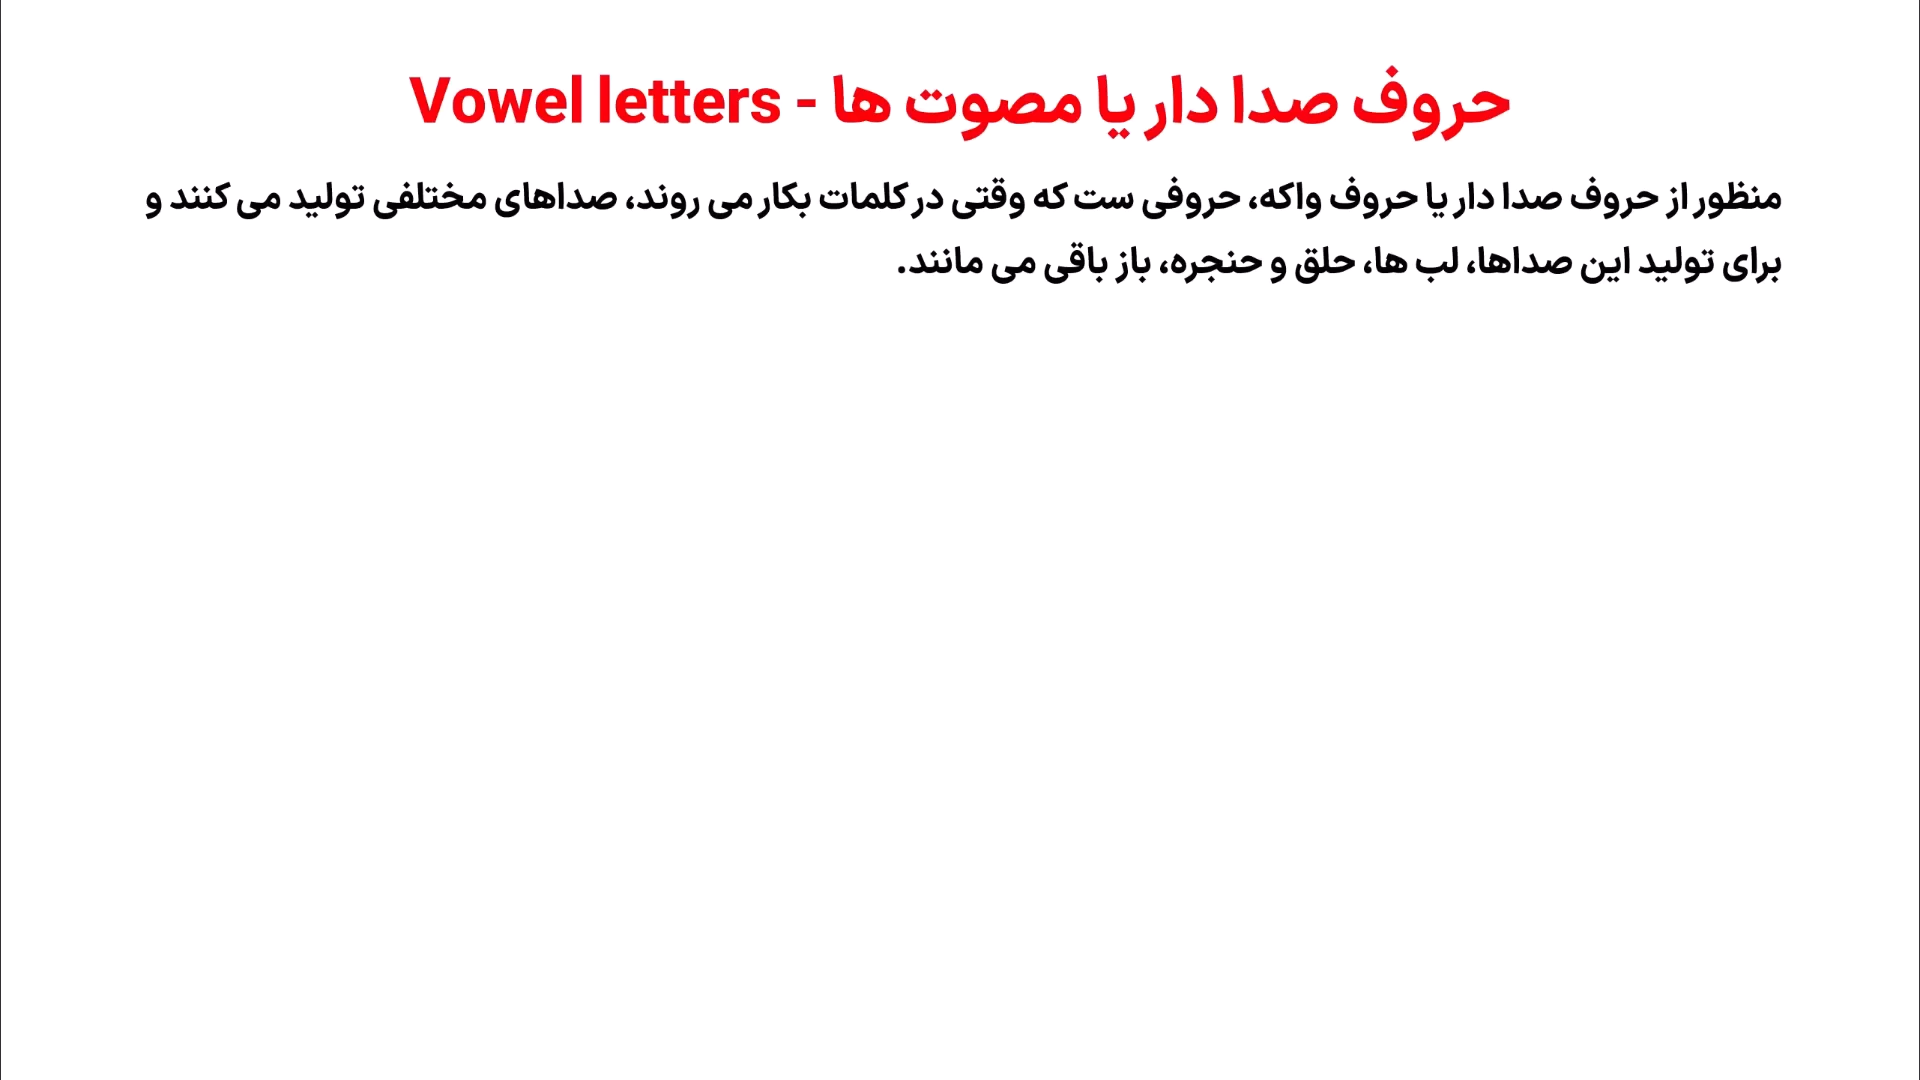 حروف صدا دار یا مصوت ها - Vowel letters
منظور از حروف صدا دار یا حروف واکه، حروفی ست که وقتی در کلمات بکار می روند، صداهای مختلفی تولید می کنند و
برای تولید این صداها، لب ها، حلق و حنجره، باز باقی می مانند.